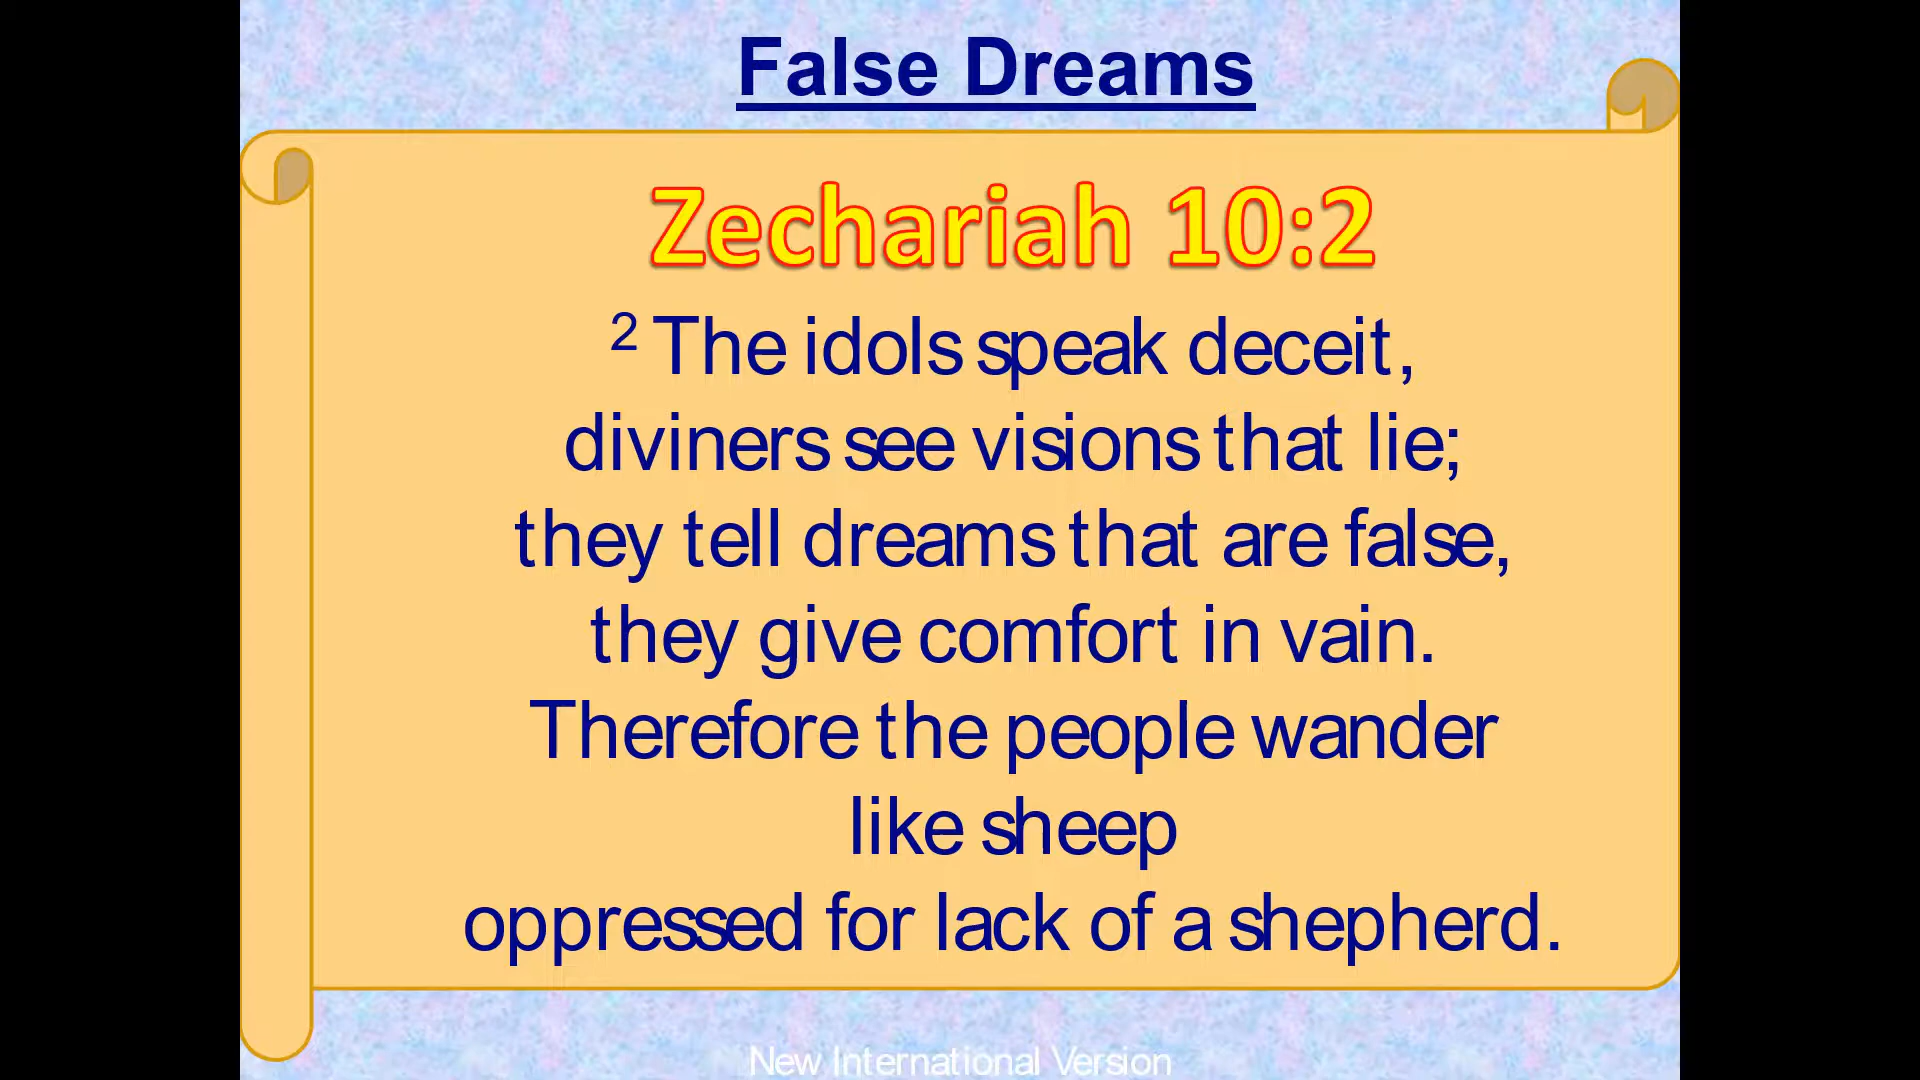 False Dreams
Zechariah 10:2
2 The idols speak deceit,
diviners see visions that lie;
they tell dreams that are false,
they give comfort in vain.
Therefore the people wander
like sheep
oppressed for lack of a shepherd.
New International Version